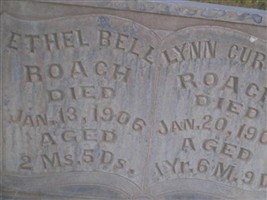 ETHEL BELL
ROACH
DIED
JAN. 13, 1906
AGED
2 Ms. 5 Ds.
LYNN CUR
ROACH
DIED
JAN. 20, 190
AGED
1 Yr. 6 M. 9 D